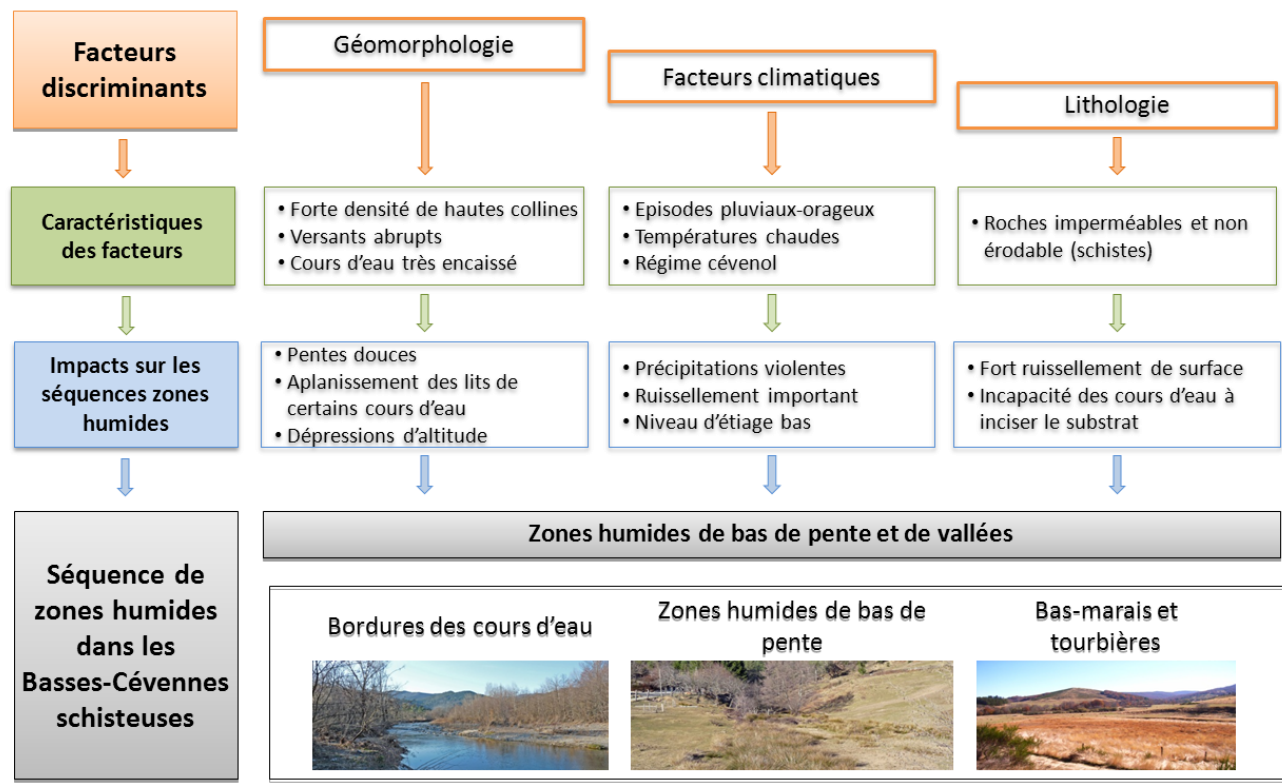 Facteurs
discriminants
Géomorphologie
Facteurs climatiques
Lithologie
Caractéristiques
des facteurs
• Forte densité de hautes collines
• Versants abrupts
• Cours d'eau très encaissé
• Episodes pluviaux-orageux
• Températures chaudes
• Régime cévenol
• Roches imperméables et non
érodable (schistes)
Impacts sur les
séquences zones
humides
• Pentes douces
• Aplanissement des lits de
certains cours d'eau
• Dépressions d'altitude
• Précipitations violentes
• Ruissellement important
• Niveau d'étiage bas
• Fort ruissellement de surface
• Incapacité des cours d'eau à
inciser le substrat
Séquence de
zones humides
dans les
Basses-Cévennes
schisteuses
Zones humides de bas de pente et de vallées
Bordures des cours d'eau
Zones humides de bas de
pente
Bas-marais et
tourbières